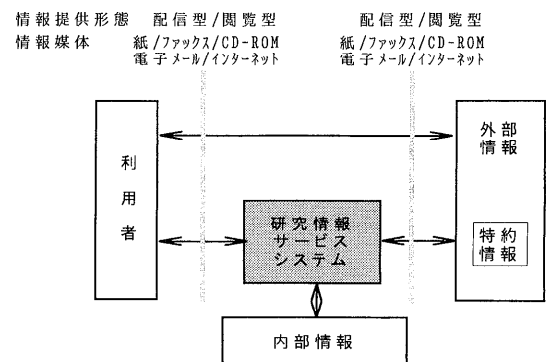 情報提供形態 配信型/閲覧型 配信型/閲覧型
情報媒体 紙/ファックス/CD-ROM 紙/ファックス/CD-ROM
電子メール/インターネット 電子メール/インターネット
外部
情報
利
用
者
研究情報
サービス
システム
特約
情報
内部情報